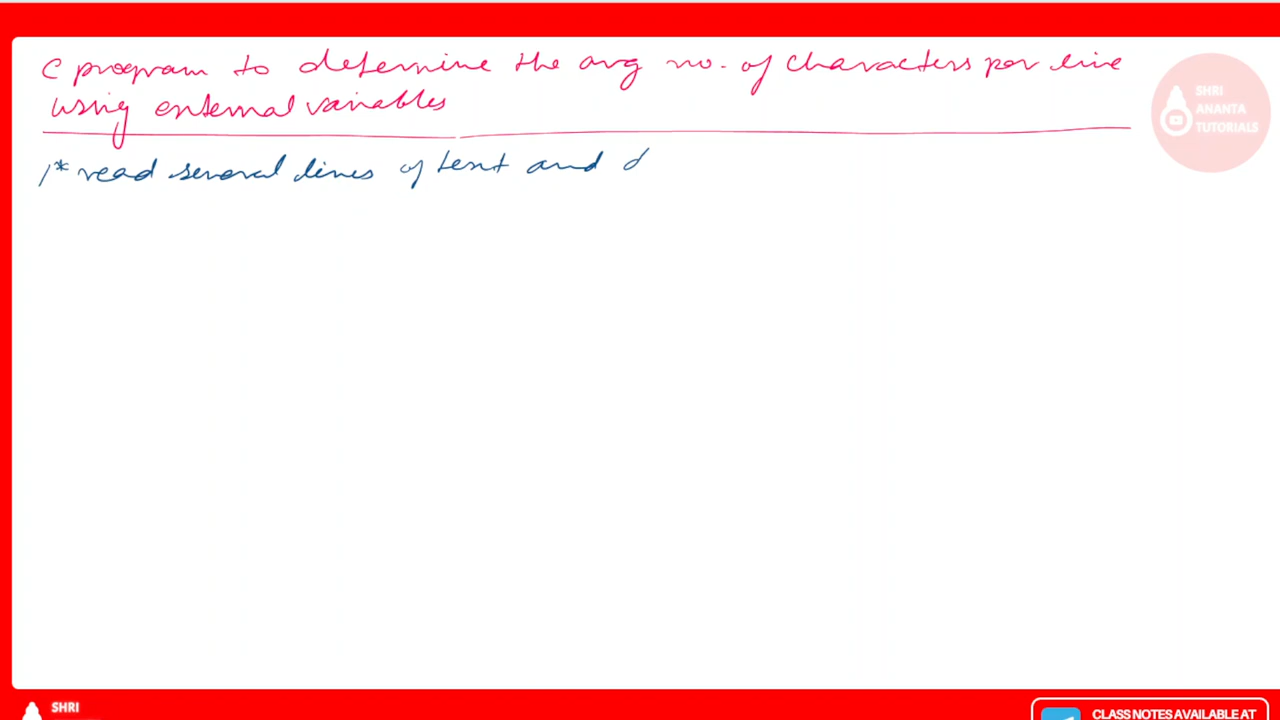 C program to determine the avg no. of characters per line
using external variables
/* read several lines of text and d
SHRI
ANANTA
TUTORIALS
SHRI
CLASS NOTES AVAILABLE AT